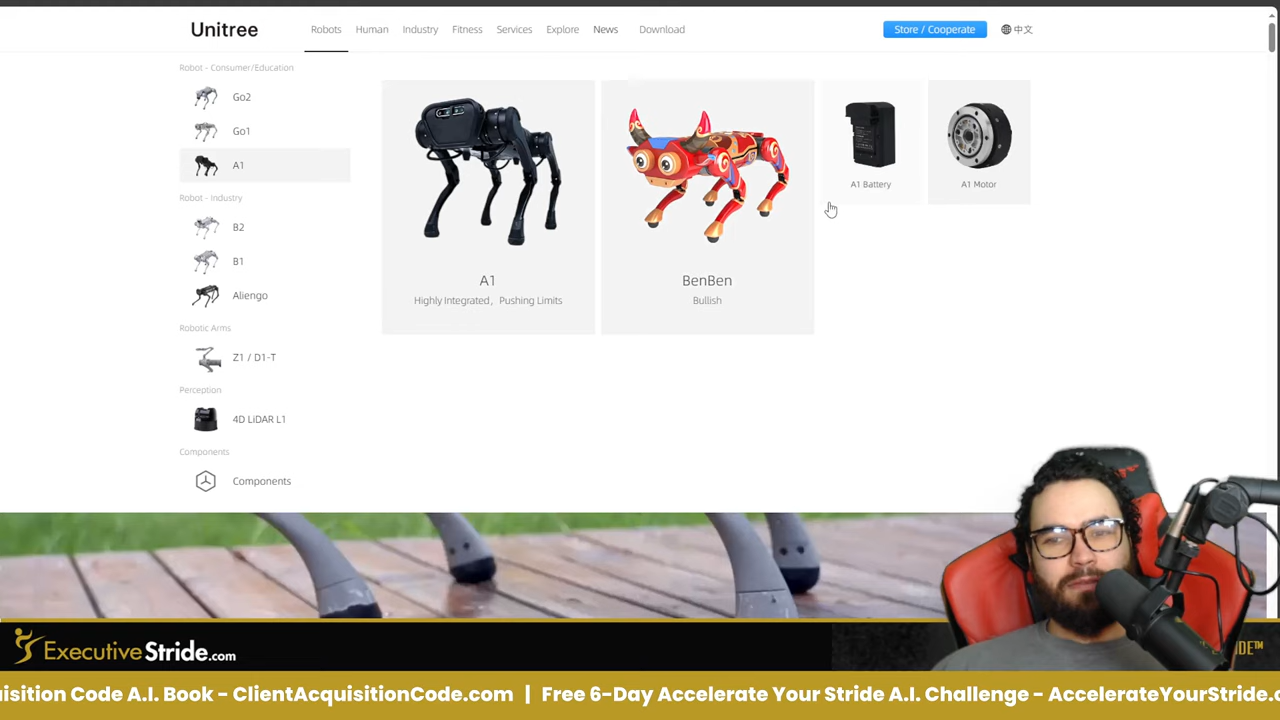 Unitree
Robots Human Industry Fitness Services Explore News Download
Store / Cooperate
中文
Robot - Consumer/Education
Go2
Go1
A1
Robot - Industry
B2
B1
Aliengo
Robotic Arms
Z1 / D1-T
Perception
4D LiDAR L1
Components
Components
A1
Highly Integrated，Pushing Limits
BenBen
Bullish
A1 Battery
A1 Motor
ExecutiveStride.com
isition Code A.I. Book - ClientAcquisitionCode.com | Free 6-Day Accelerate Your Stride A.I. Challenge - AccelerateYourStride.